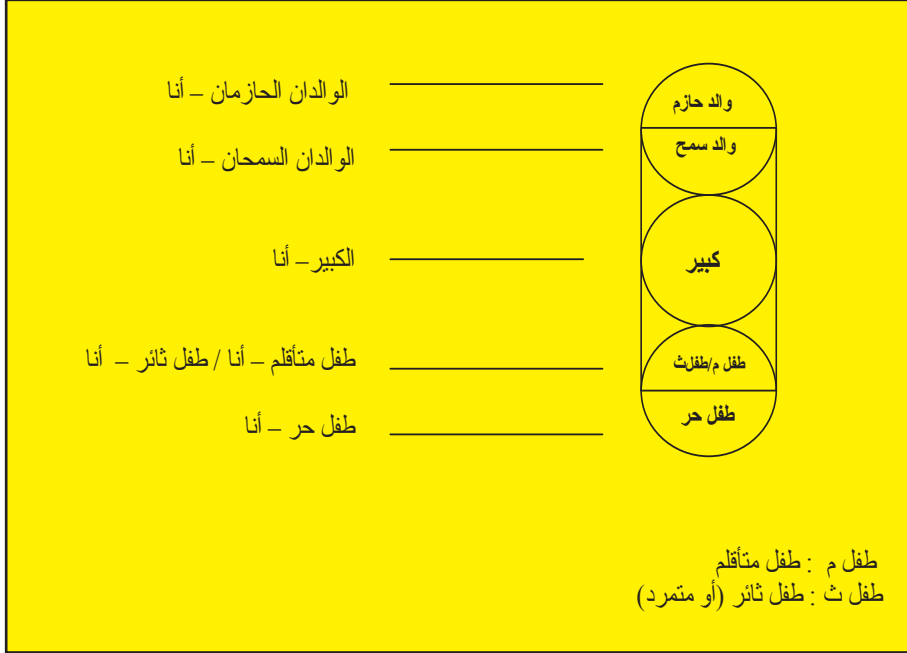 والد حازم
الوالدان الحازمان – أنا
والد سمح
الوالدان السمحان – أنا
كبير
الكبير – أنا
طفل م/طفل ث
طفل متأقلم – أنا / طفل ثائر – أنا
طفل حر
طفل حر – أنا
طفل م : طفل متأقلم
طفل ث : طفل ثائر (أو متمرد)